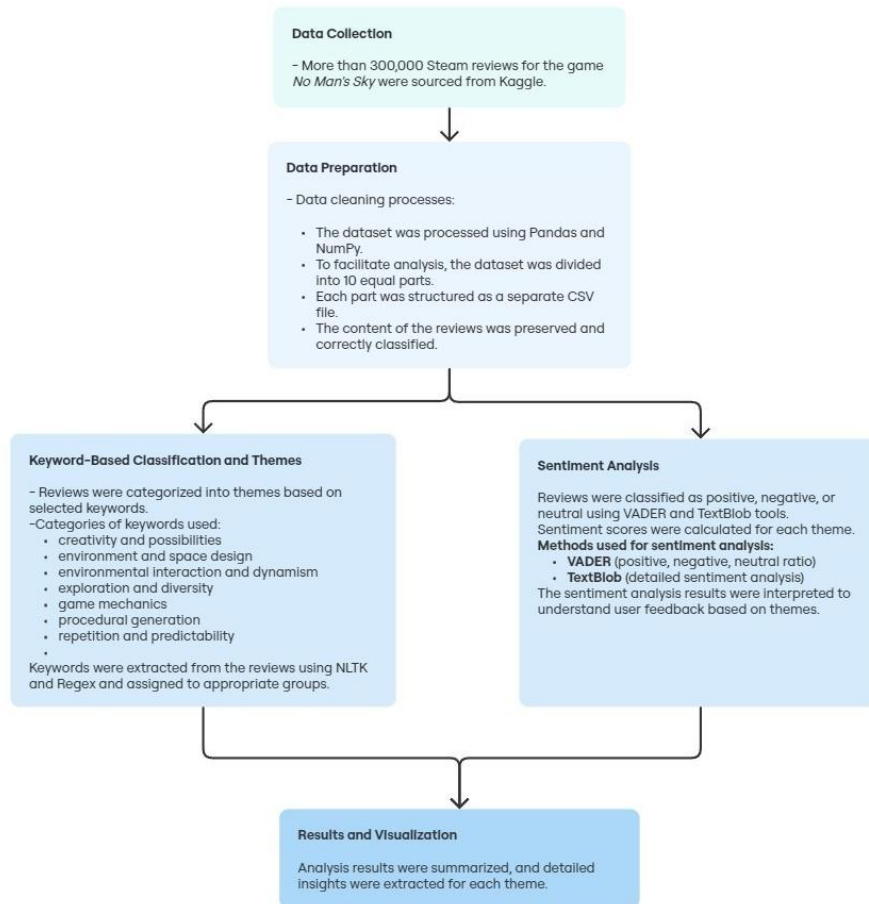 Data Collection
- More than 300,000 Steam reviews for the game
No Man's Sky were sourced from Kaggle.
Data Preparation
- Data cleaning processes:
• The dataset was processed using Pandas and
NumPy.
• To facilitate analysis, the dataset was divided
into 10 equal parts.
• Each part was structured as a separate CSV
file.
• The content of the reviews was preserved and
correctly classified.
Keyword-Based Classification and Themes
- Reviews were categorized into themes based on
selected keywords.
-Categories of keywords used:
• creativity and possibilities
• environment and space design
• environmental interaction and dynamism
• exploration and diversity
• game mechanics
• procedural generation
• repetition and predictability
•
Keywords were extracted from the reviews using NLTK
and Regex and assigned to appropriate groups.
Sentiment Analysis
Reviews were classified as positive, negative, or
neutral using VADER and TextBlob tools.
Sentiment scores were calculated for each theme.
Methods used for sentiment analysis:
• VADER (positive, negative, neutral ratio)
• TextBlob (detailed sentiment analysis)
The sentiment analysis results were interpreted to
understand user feedback based on themes.
Results and Visualization
Analysis results were summarized, and detailed
insights were extracted for each theme.